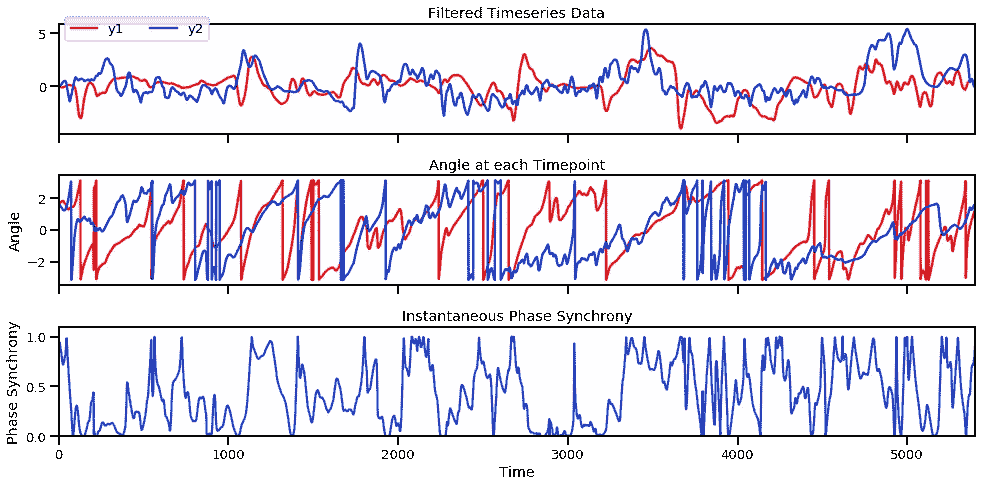 Filtered Timeseries Data
y1 y2
5
0
Angle at each Timepoint
Angle
2
0
−2
Instantaneous Phase Synchrony
Phase Synchrony
1.0
0.5
0.0
0 1000 2000 3000 4000 5000
Time